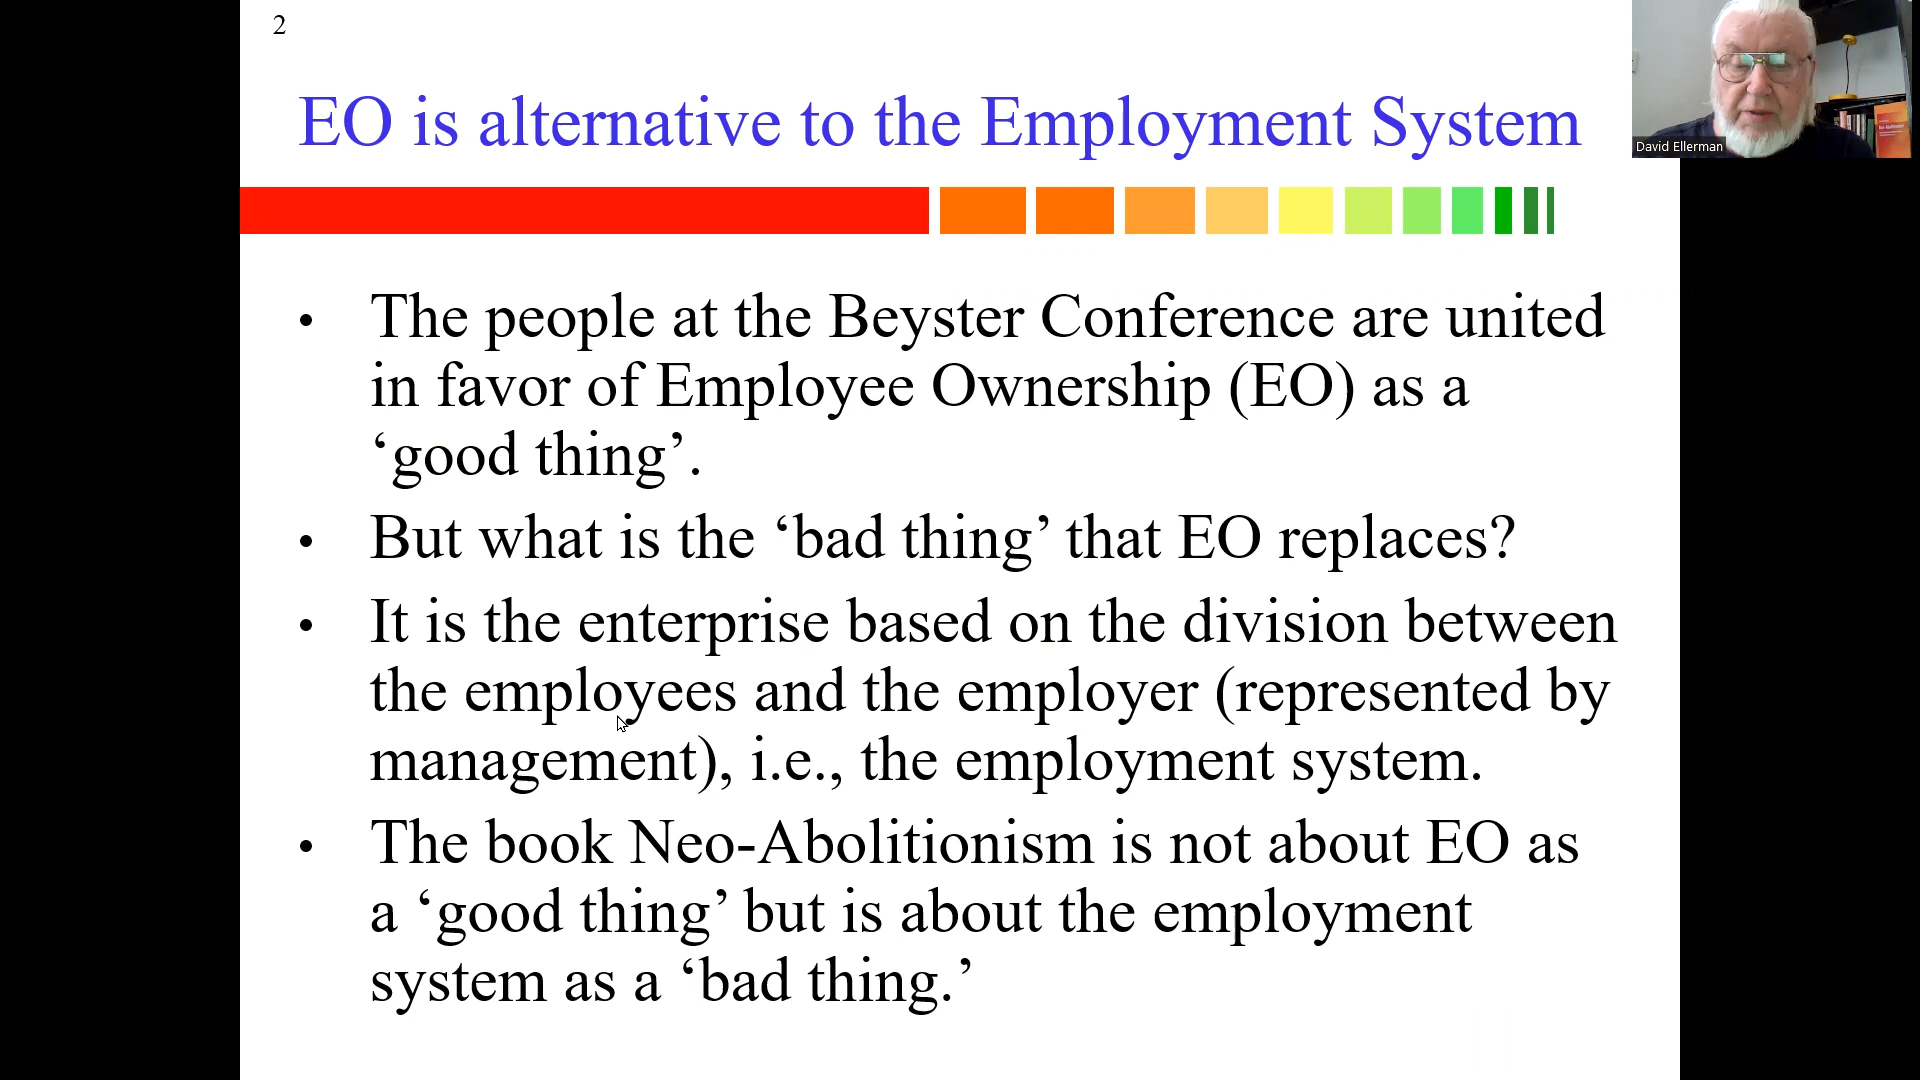 2
EO is alternative to the Employment System
David Ellerman
• The people at the Beyster Conference are united
in favor of Employee Ownership (EO) as a
‘good thing’.
• But what is the ‘bad thing’ that EO replaces?
• It is the enterprise based on the division between
the employees and the employer (represented by
management), i.e., the employment system.
• The book Neo-Abolitionism is not about EO as
a ‘good thing’ but is about the employment
system as a ‘bad thing.’